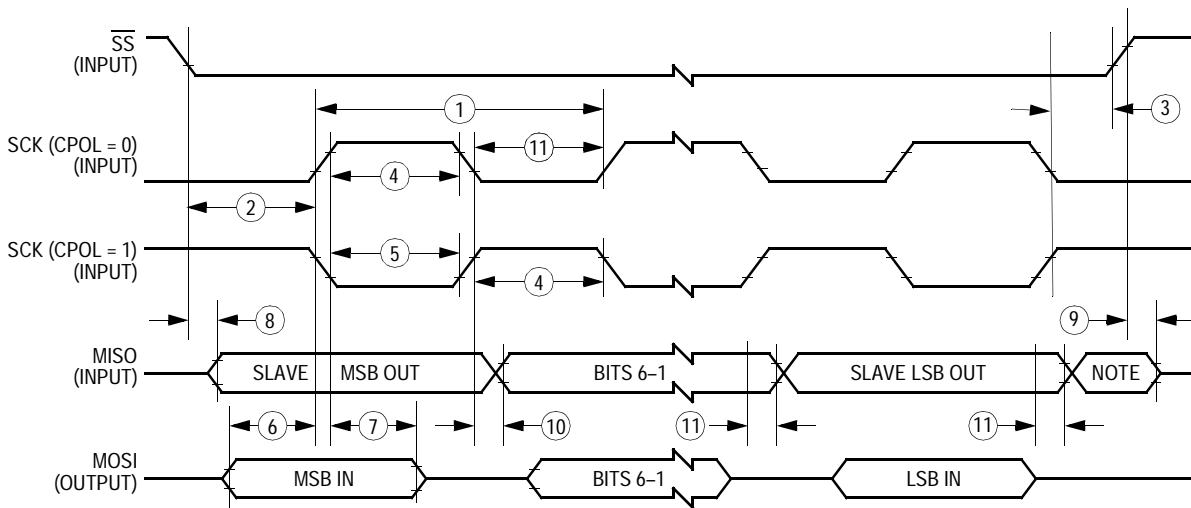 SS
(INPUT)
1
3
SCK (CPOL = 0)
(INPUT)
11
4
2
SCK (CPOL = 1)
(INPUT)
5
4
8
9
MISO
(INPUT)
SLAVE MSB OUT
BITS 6–1
SLAVE LSB OUT
NOTE
6
7
10
11
11
MOSI
(OUTPUT)
MSB IN
BITS 6–1
LSB IN